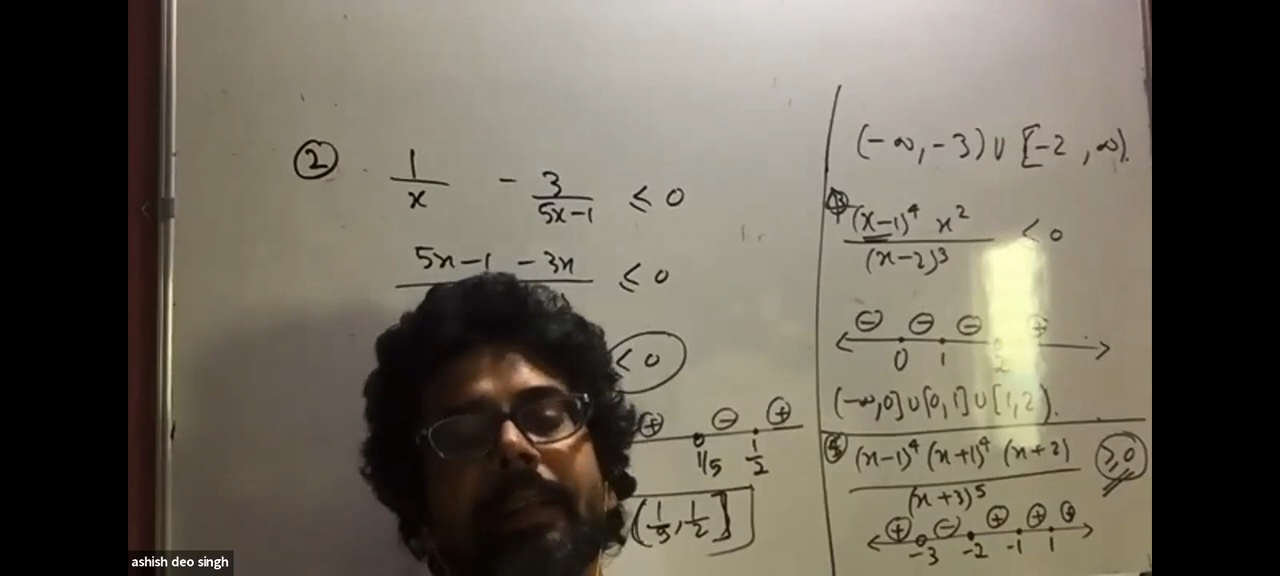 ②
1/x - 3/(5x-1) ≤ 0
(5x-1 -3x)/ ≤ 0
≤ 0
⊕ ⊖ ⊕
1/5 1/2
(1/5, 1/2]
(-∞, -3) ∪ [-2, ∞).
(x-1)⁴ x² / (x-2)³ ≤ 0
⊖ ⊖ ⊖ ⊕
0 1 2
(-∞,0] ∪ [0,1] ∪ [1,2).
④ (x-1)⁴ (x+1)⁴ (x+2) / (x+3)⁵ ≥ 0
⊕ ⊖ ⊕ ⊕ ⊕
-3 -2 -1 1
ashish deo singh